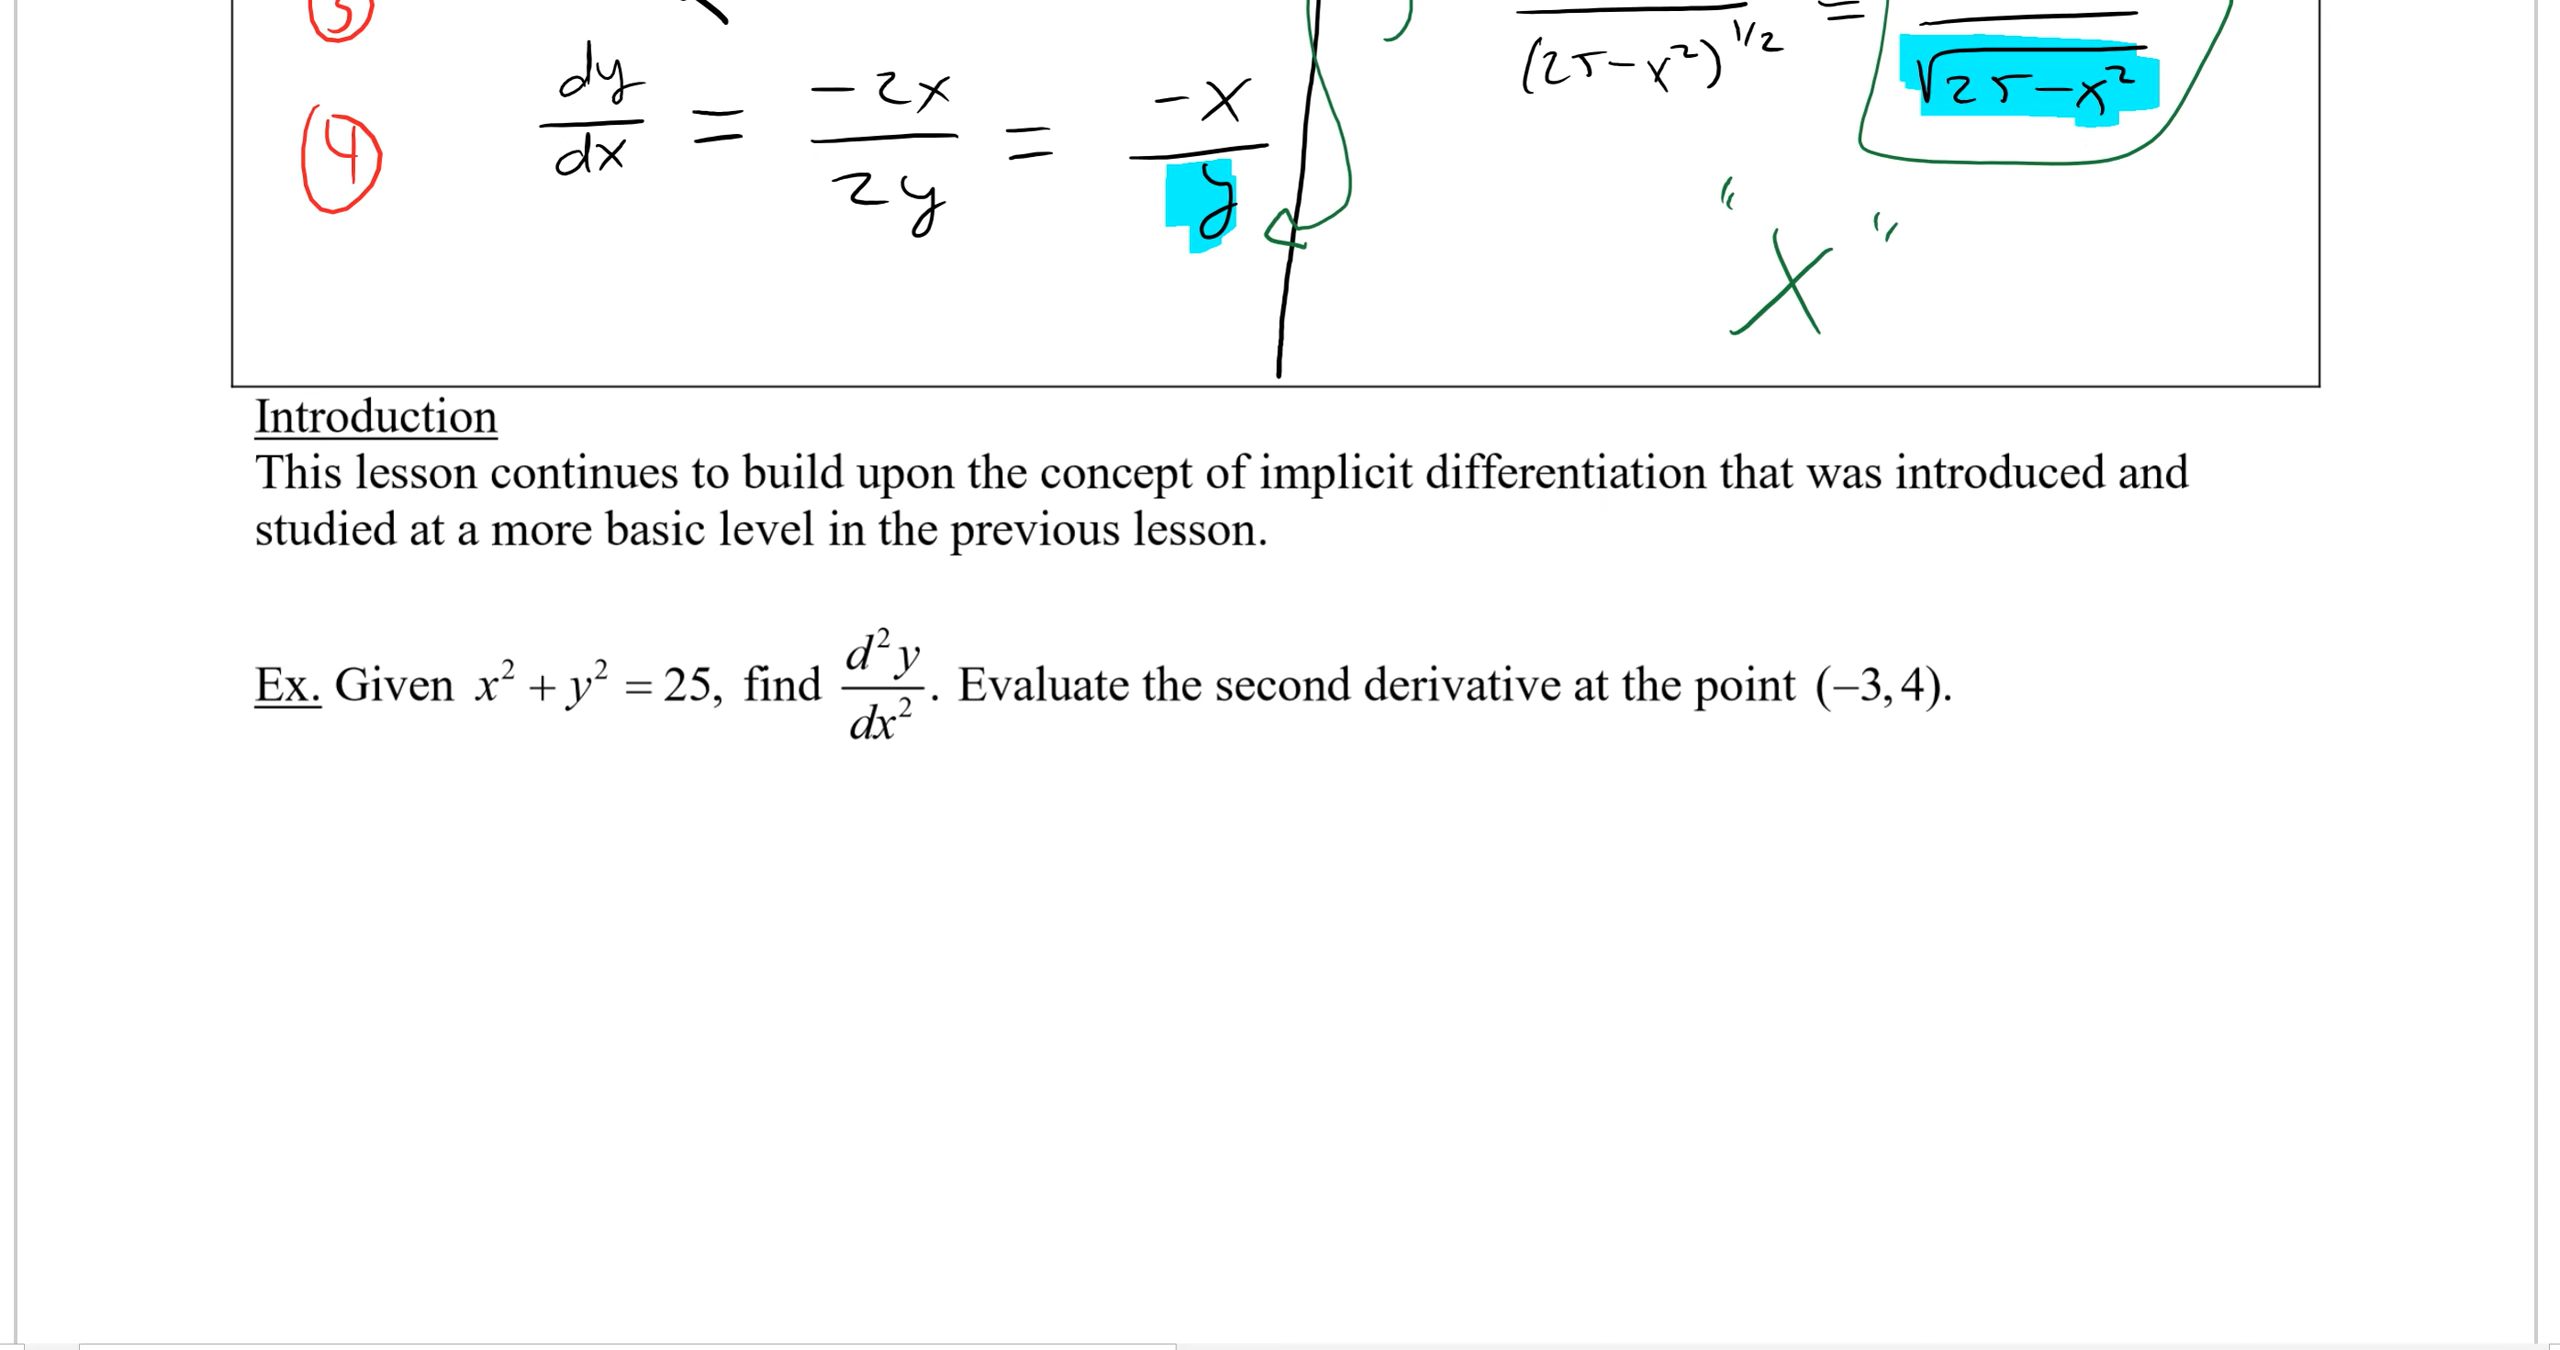 ③
(25-x²)^1/2 = √25-x²
④ dy/dx = -2x/2y = -x/y
"X"
Introduction
This lesson continues to build upon the concept of implicit differentiation that was introduced and
studied at a more basic level in the previous lesson.
Ex. Given x² + y² = 25, find d²y/dx². Evaluate the second derivative at the point (−3, 4).